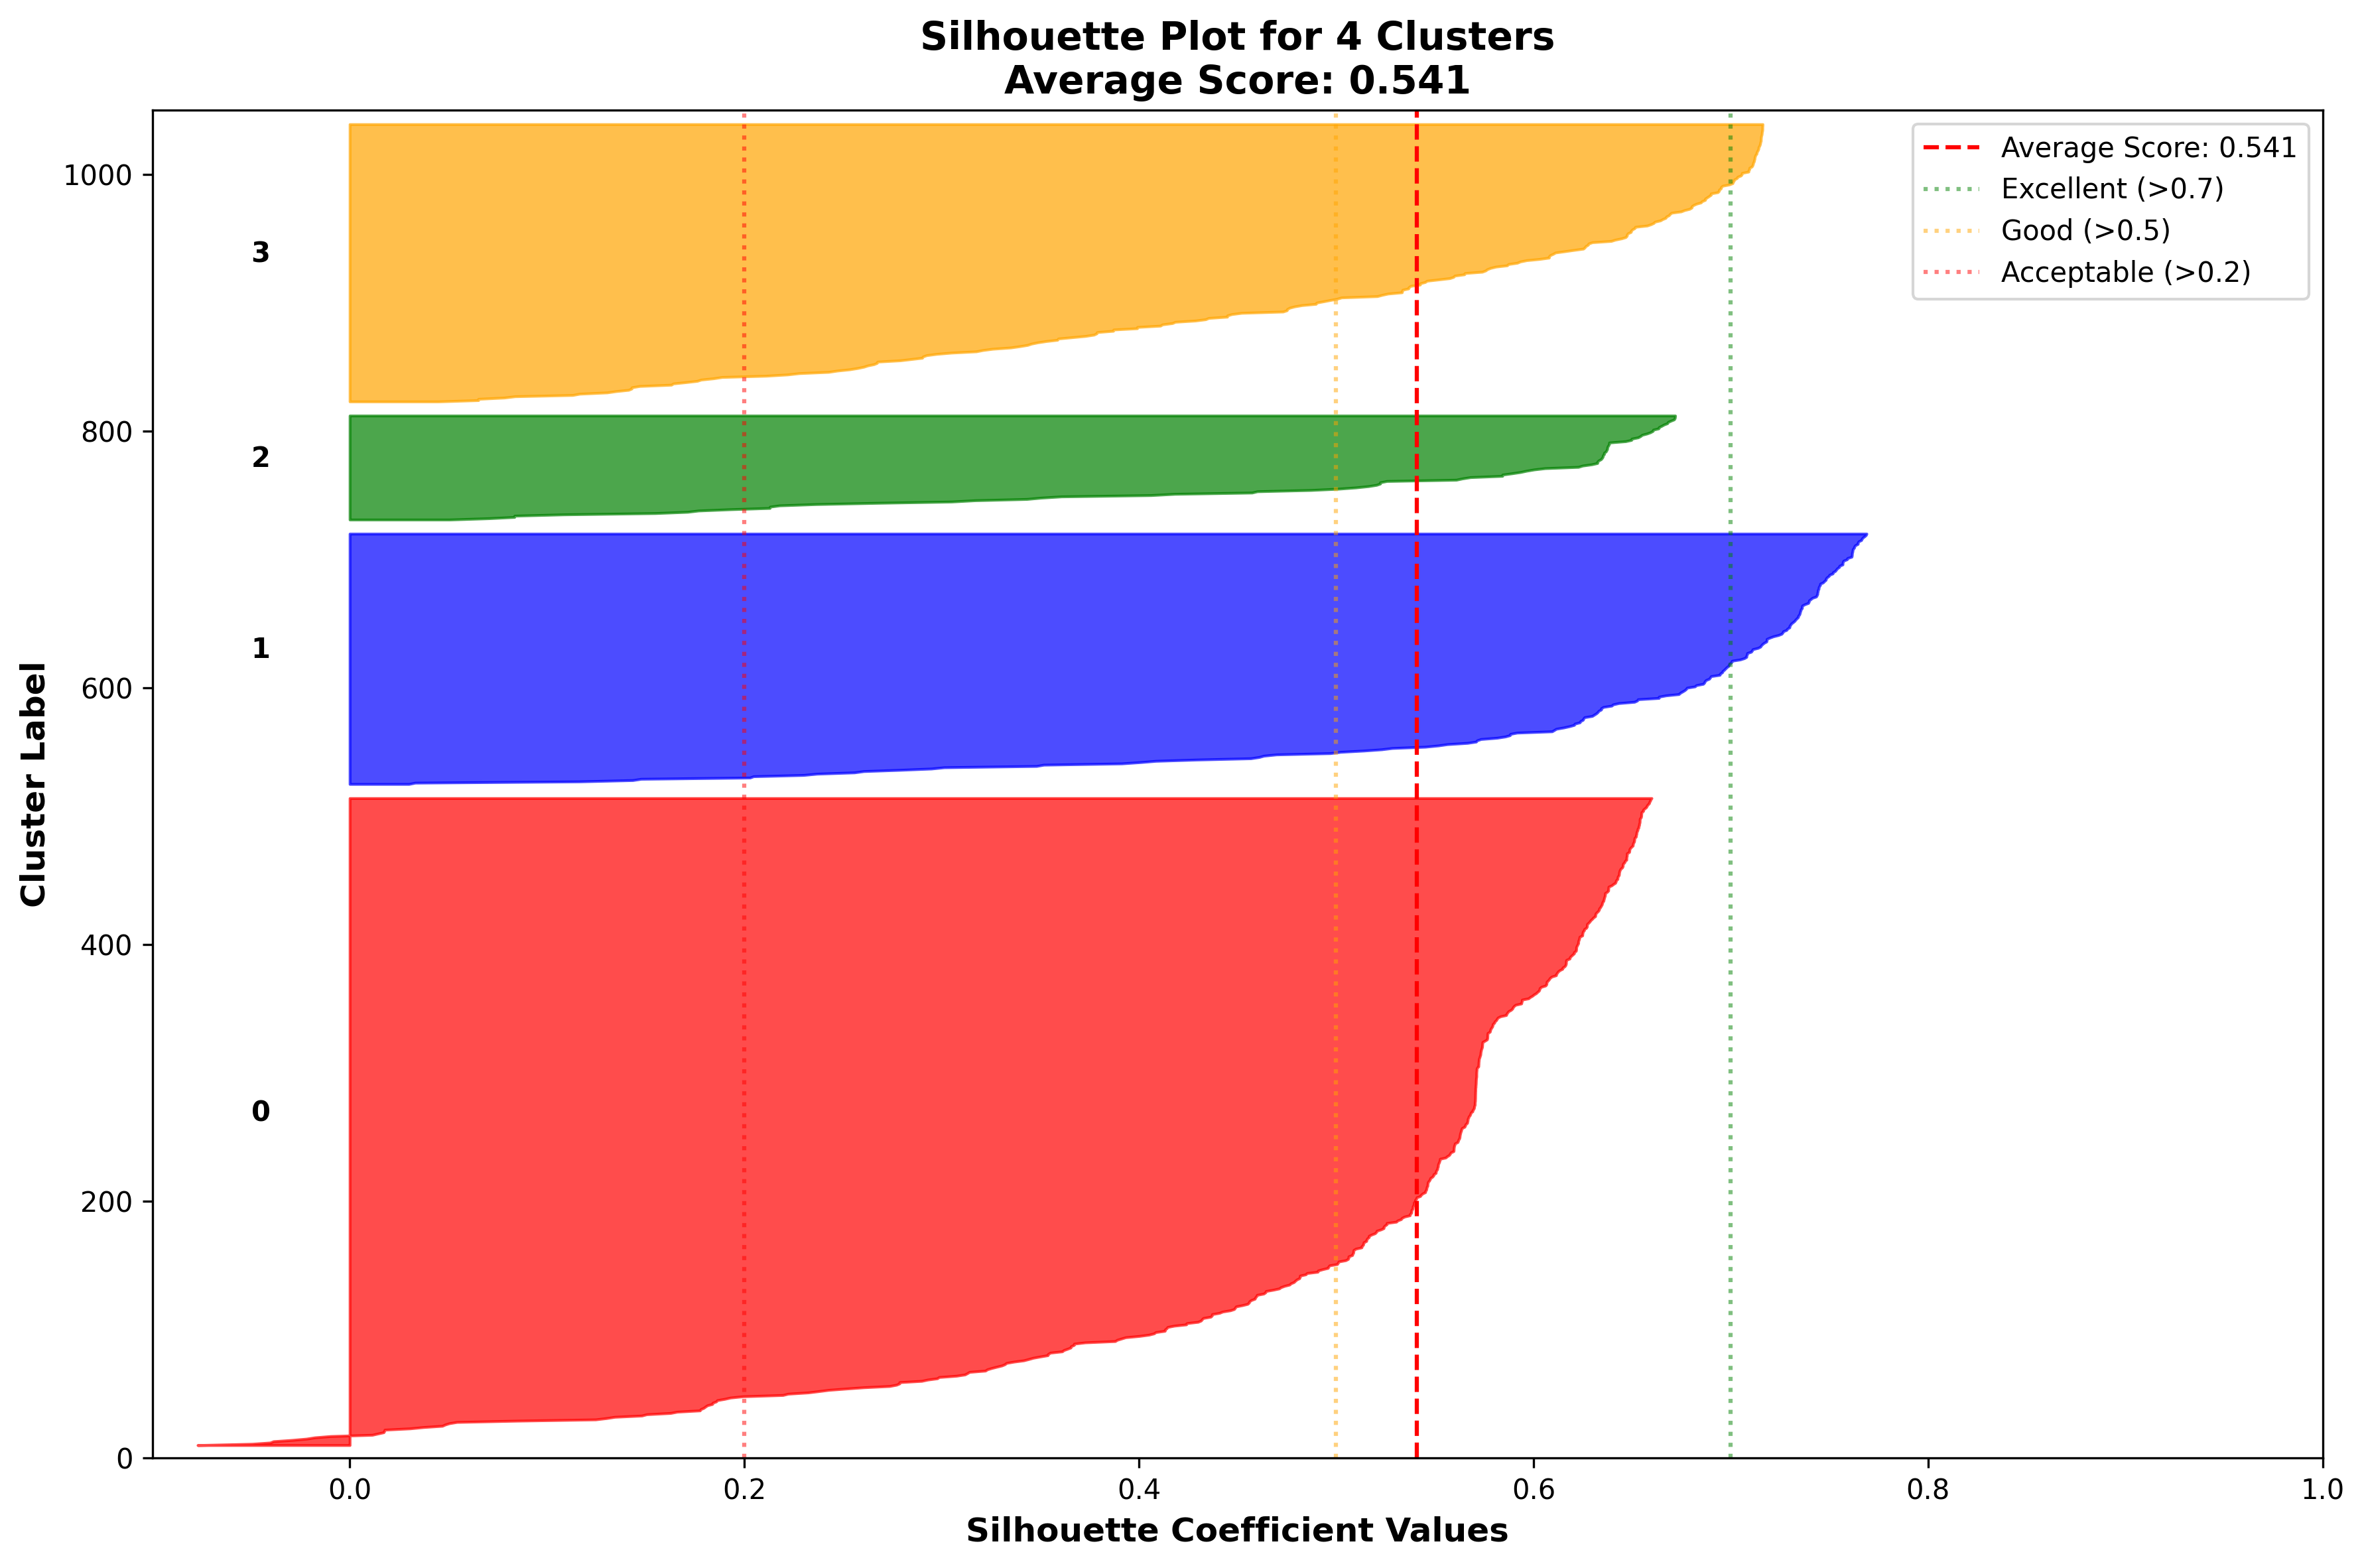 Silhouette Plot for 4 Clusters
Average Score: 0.541
Average Score: 0.541
Excellent (>0.7)
Good (>0.5)
Acceptable (>0.2)
1000
800
600
400
200
0
3
2
1
0
Cluster Label
0.0
0.2
0.4
0.6
0.8
1.0
Silhouette Coefficient Values